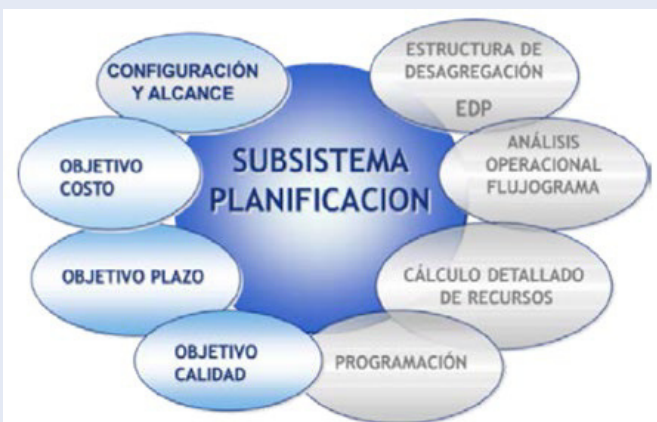 CONFIGURACIÓN
Y ALCANCE
OBJETIVO
COSTO
OBJETIVO PLAZO
OBJETIVO
CALIDAD
SUBSISTEMA
PLANIFICACION
ESTRUCTURA DE
DESAGREGACIÓN
EDP
ANÁLISIS
OPERACIONAL
FLUJOGRAMA
CÁLCULO DETALLADO
DE RECURSOS
PROGRAMACIÓN